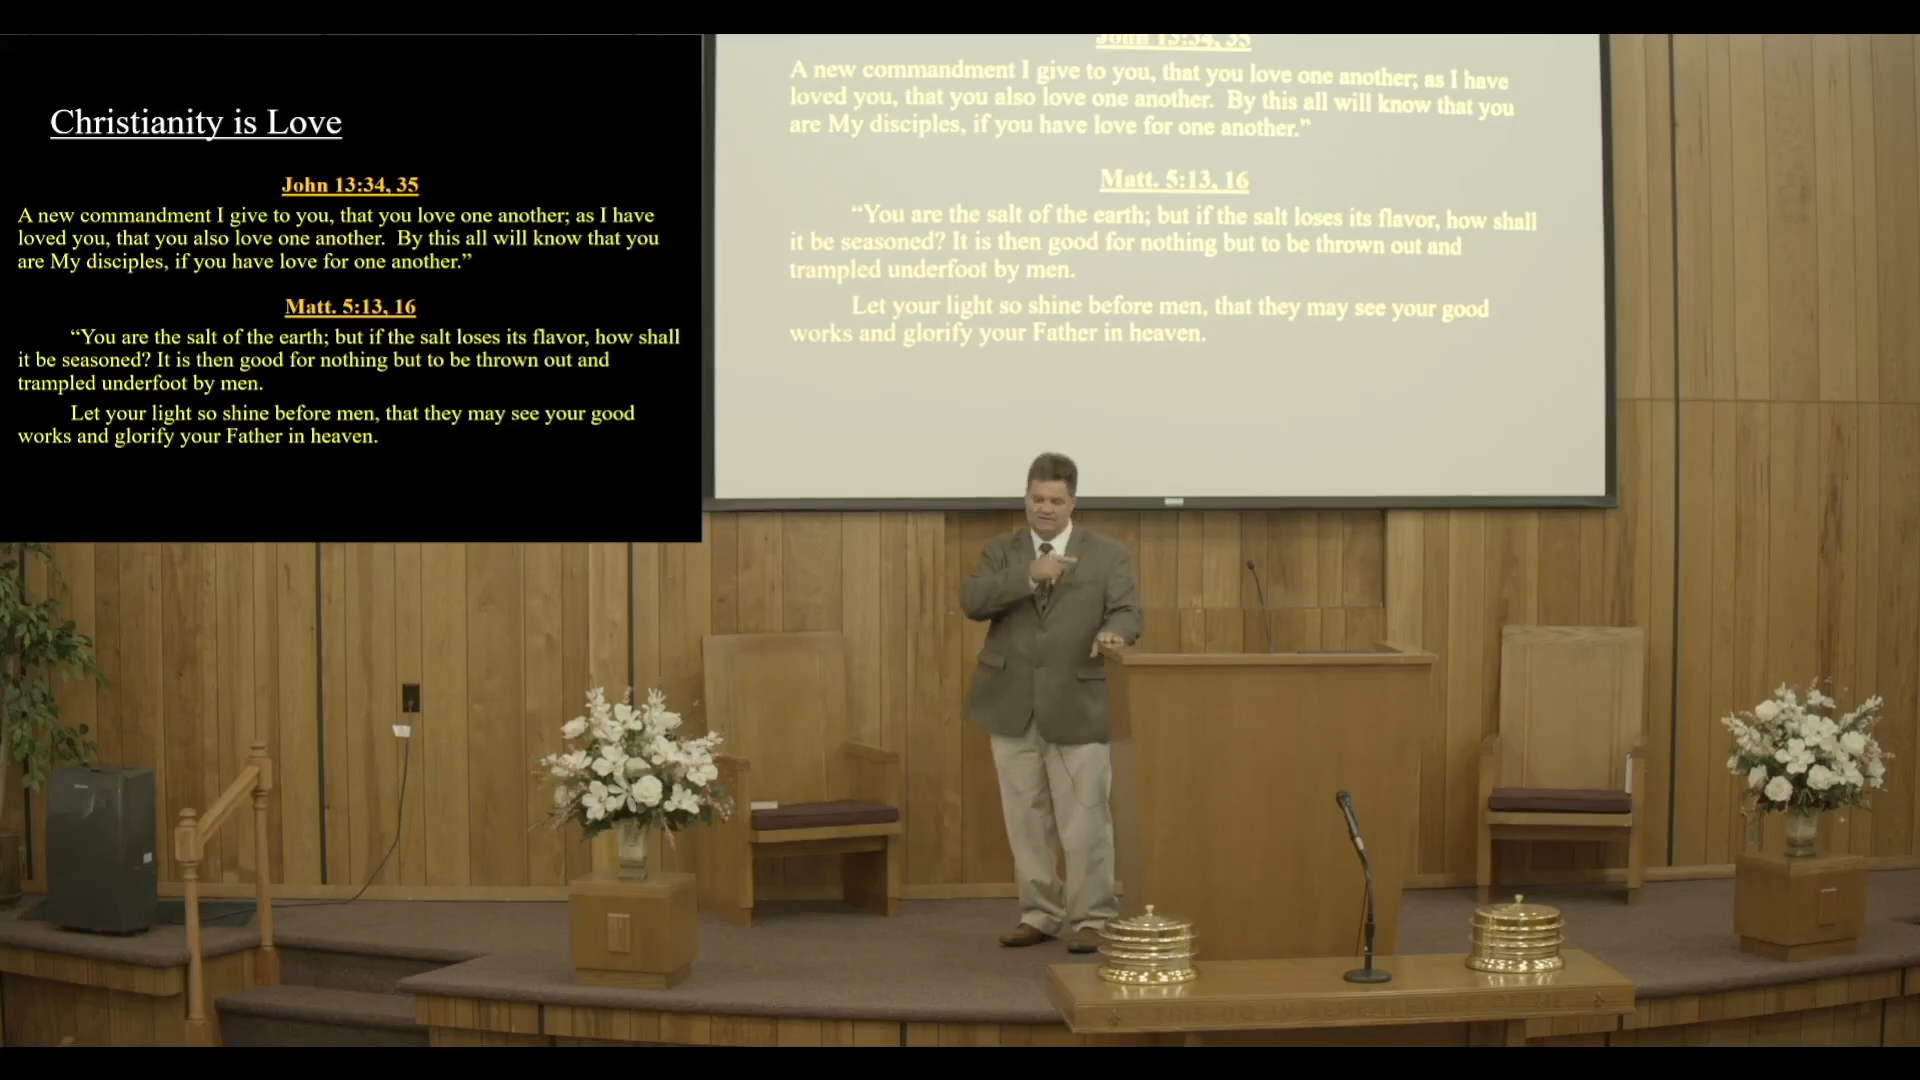 Christianity is Love
John 13:34, 35
A new commandment I give to you, that you love one another; as I have
loved you, that you also love one another. By this all will know that you
are My disciples, if you have love for one another.”
Matt. 5:13, 16
“You are the salt of the earth; but if the salt loses its flavor, how shall
it be seasoned? It is then good for nothing but to be thrown out and
trampled underfoot by men.
Let your light so shine before men, that they may see your good
works and glorify your Father in heaven.
John 13:34, 35
A new commandment I give to you, that you love one another; as I have
loved you, that you also love one another. By this all will know that you
are My disciples, if you have love for one another.”
Matt. 5:13, 16
“You are the salt of the earth; but if the salt loses its flavor, how shall
it be seasoned? It is then good for nothing but to be thrown out and
trampled underfoot by men.
Let your light so shine before men, that they may see your good
works and glorify your Father in heaven.
THIS DO IN REMEMBRANCE OF ME